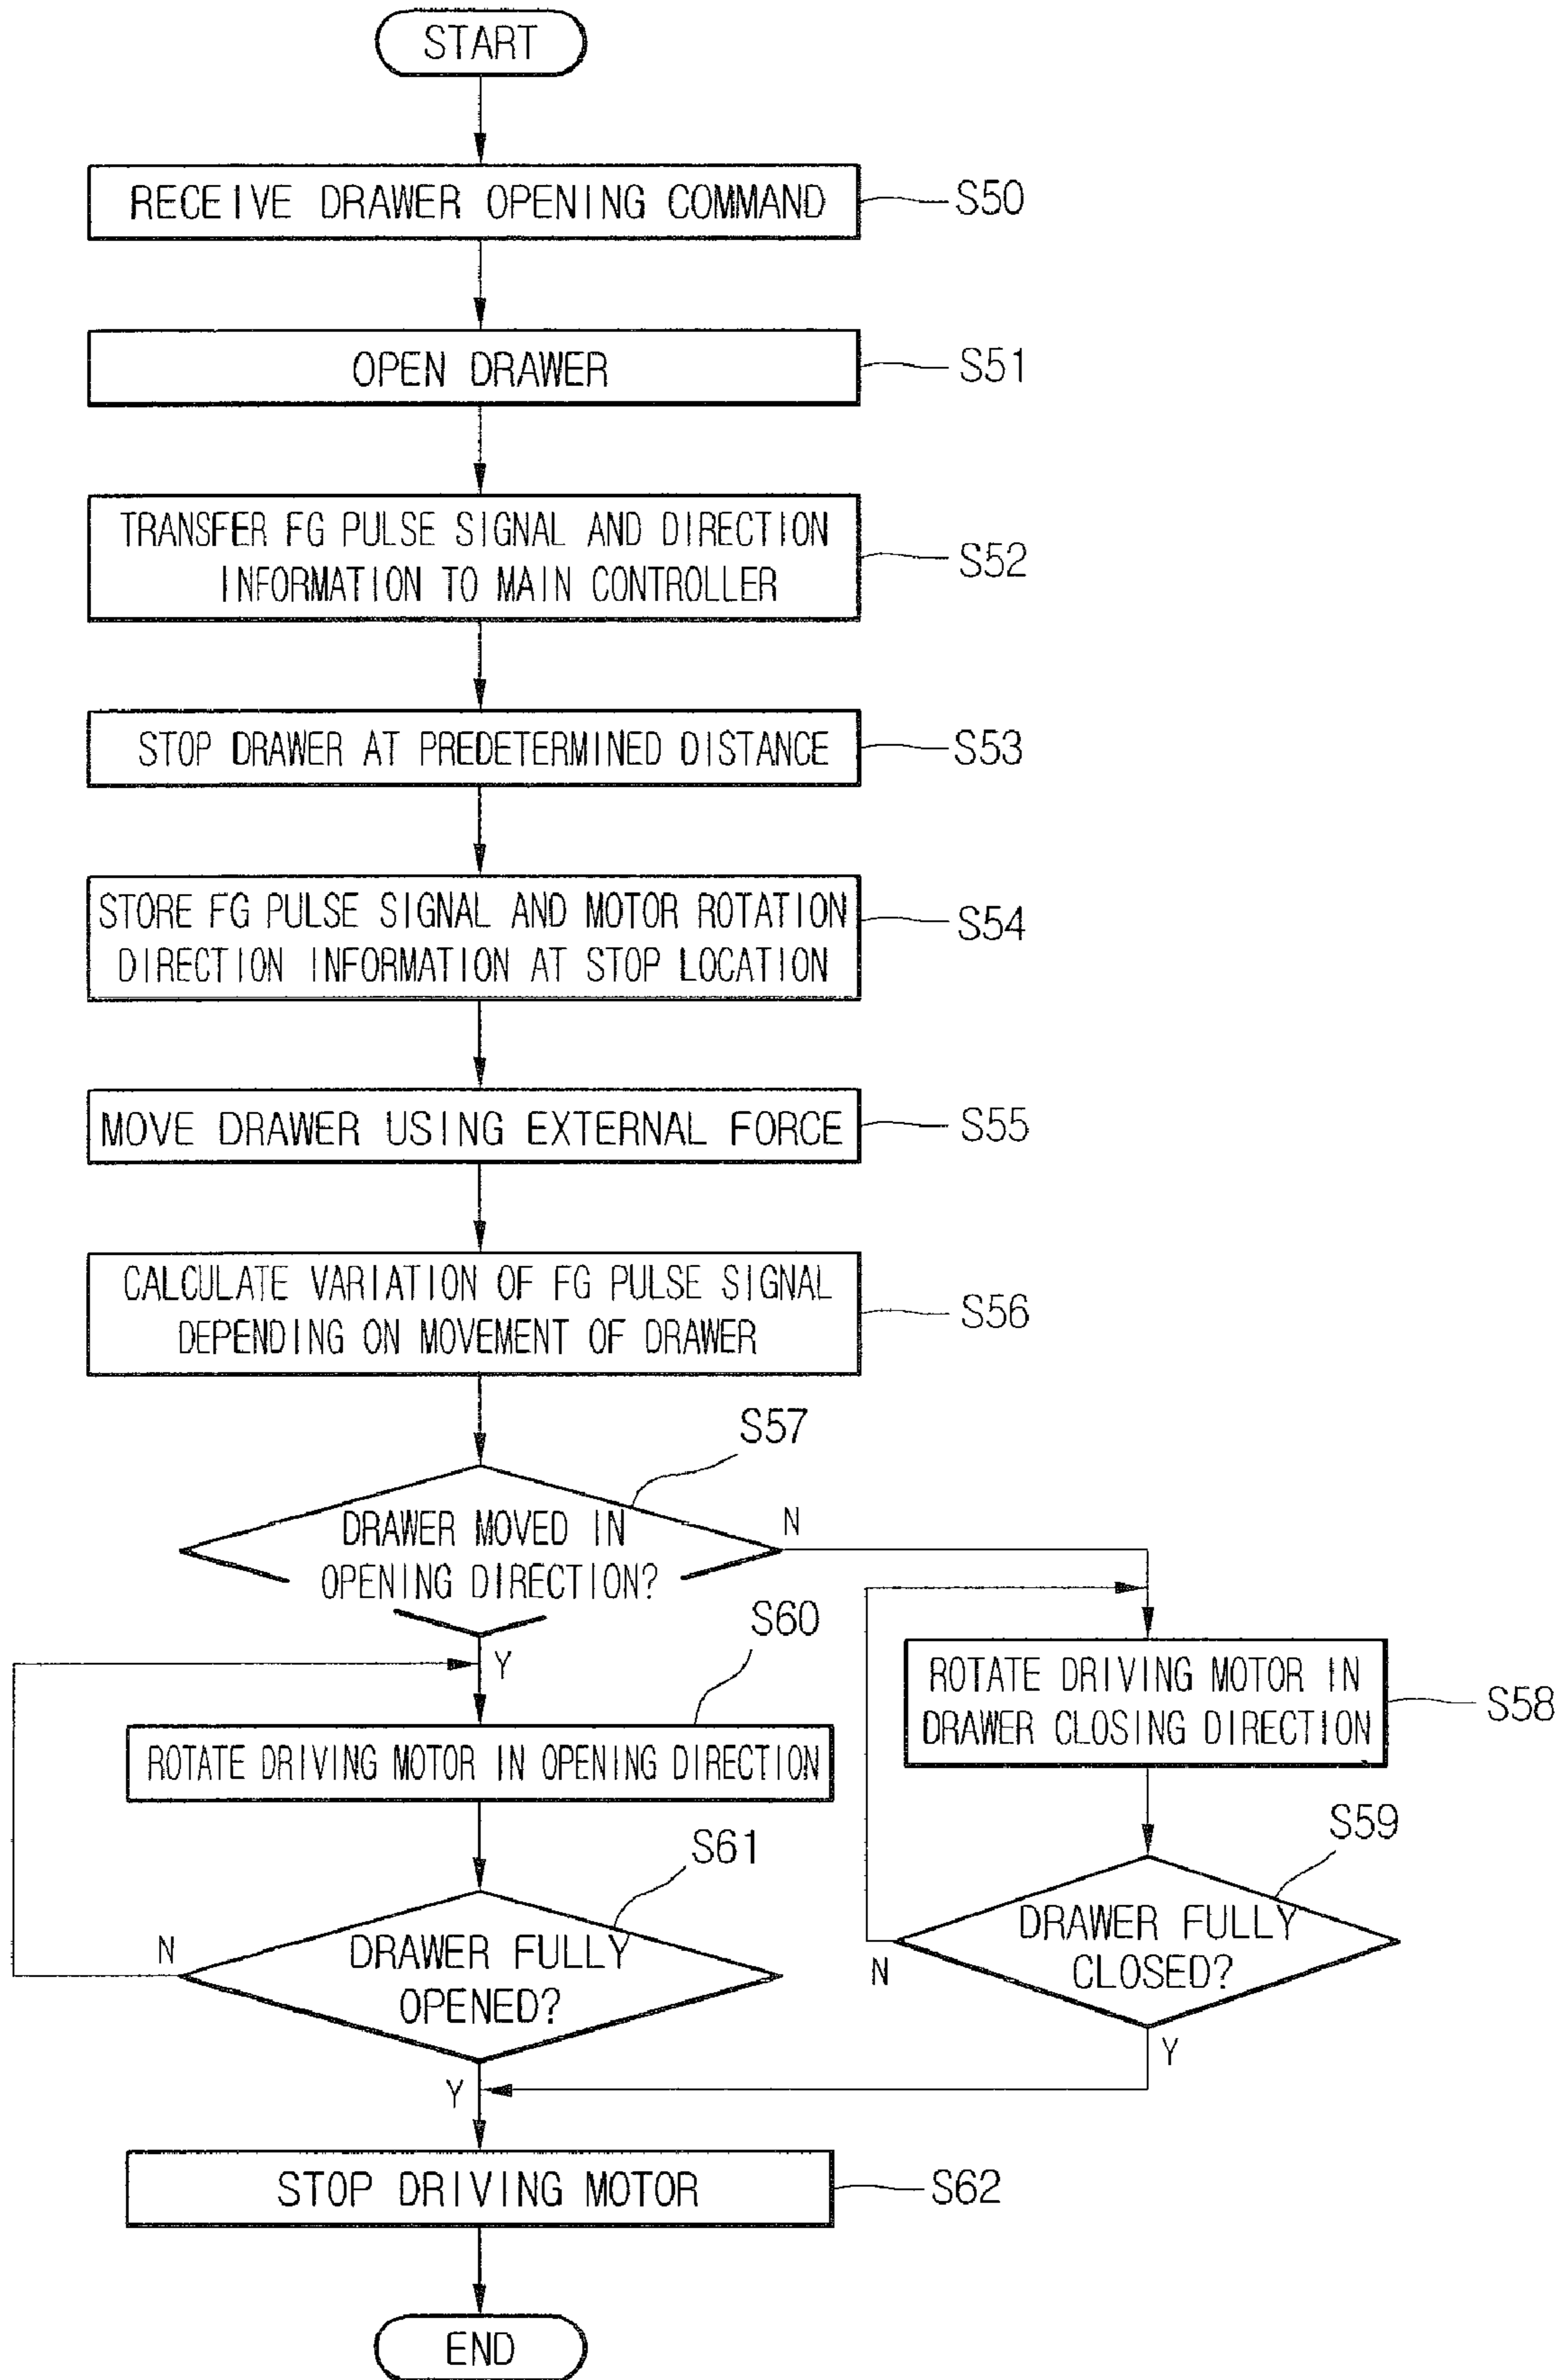 START
RECEIVE DRAWER OPENING COMMAND
S50
OPEN DRAWER
S51
TRANSFER FG PULSE SIGNAL AND DIRECTION
INFORMATION TO MAIN CONTROLLER
S52
STOP DRAWER AT PREDETERMINED DISTANCE
S53
STORE FG PULSE SIGNAL AND MOTOR ROTATION
DIRECTION INFORMATION AT STOP LOCATION
S54
MOVE DRAWER USING EXTERNAL FORCE
S55
CALCULATE VARIATION OF FG PULSE SIGNAL
DEPENDING ON MOVEMENT OF DRAWER
S56
S57
DRAWER MOVED IN
OPENING DIRECTION?
N
Y
S60
ROTATE DRIVING MOTOR IN OPENING DIRECTION
ROTATE DRIVING MOTOR IN
DRAWER CLOSING DIRECTION
S58
S61
DRAWER FULLY
OPENED?
N
Y
S59
DRAWER FULLY
CLOSED?
N
Y
STOP DRIVING MOTOR
S62
END